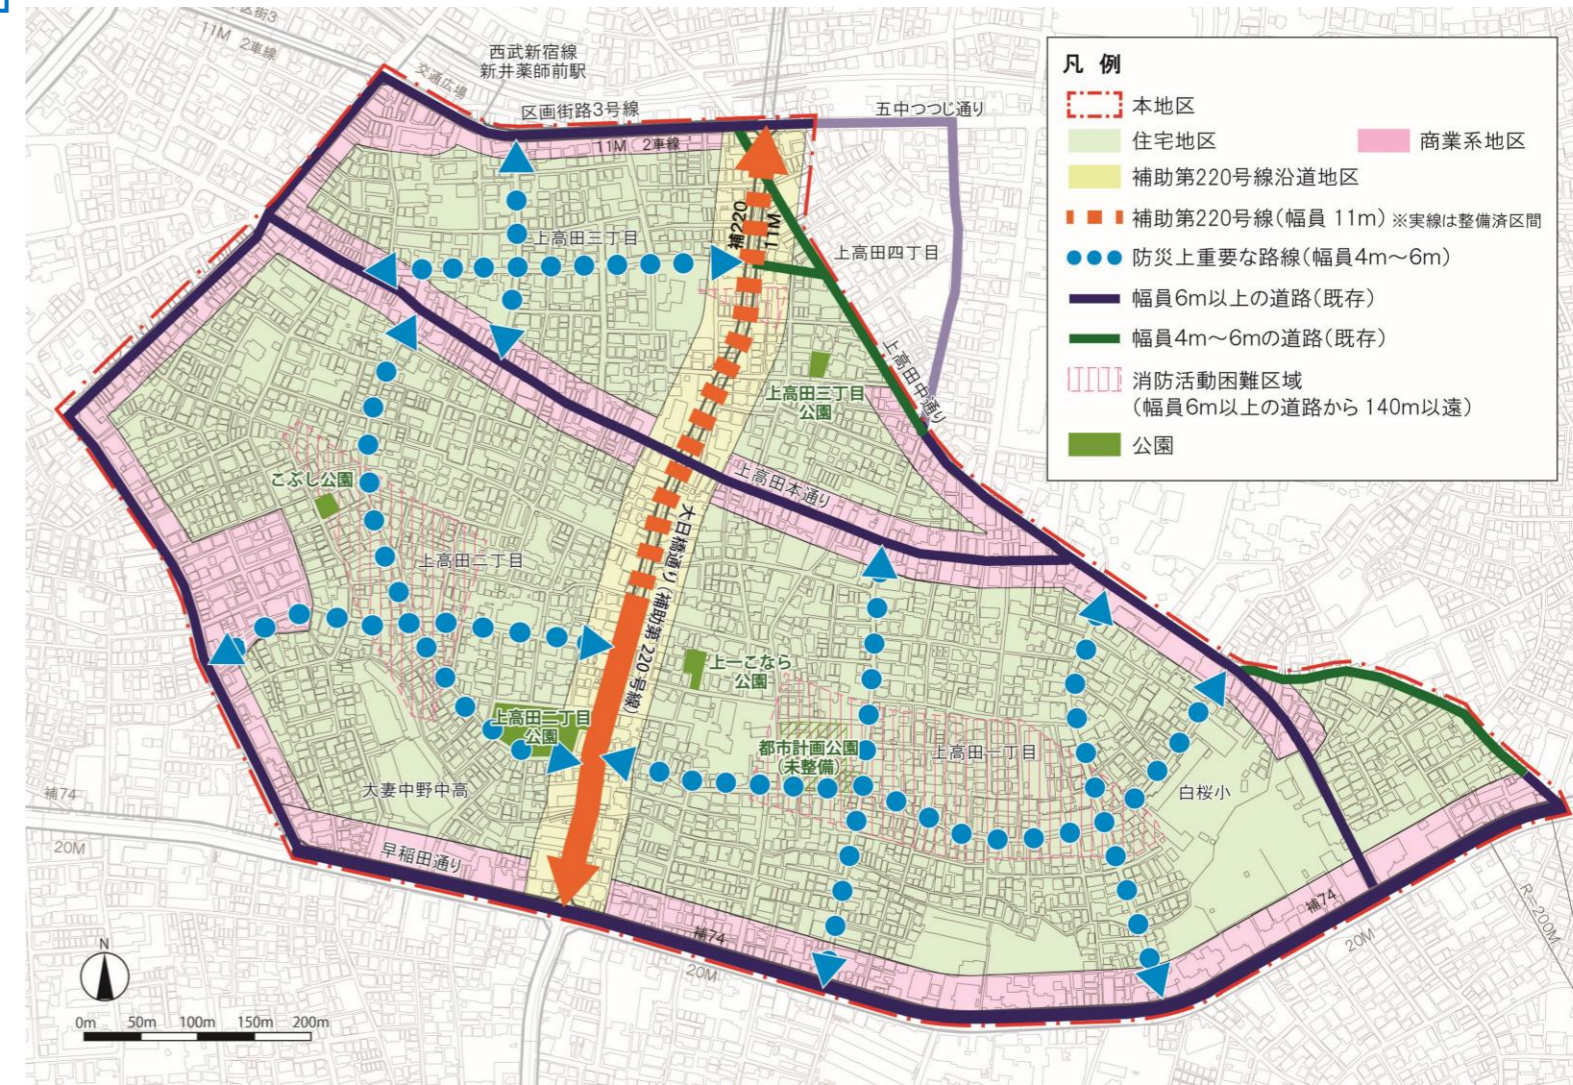 区街3
11M 2車線
交通広場
西武新宿線
新井薬師前駅
区画街路3号線
11M 2車線
五中つつじ通り
凡 例
本地区
住宅地区
商業系地区
補助第220号線沿道地区
補助第220号線(幅員 11m) ※実線は整備済区間
防災上重要な路線(幅員4m～6m)
幅員6m以上の道路(既存)
幅員4m～6mの道路(既存)
消防活動困難区域
(幅員6m以上の道路から 140m以遠)
公園
補220
11M
上高田三丁目
上高田四丁目
上高田中通り
上高田三丁目
公園
こぶし公園
上高田本通り
上高田二丁目
大日橋通り(補助第220号線)
上一こなら
公園
上高田二丁目
公園
都市計画公園
(未整備)
上高田一丁目
大妻中野中高
白桜小
補74
20M
早稲田通り
補74
20M
補74
20M
R=200M
N
0m 50m 100m 150m 200m